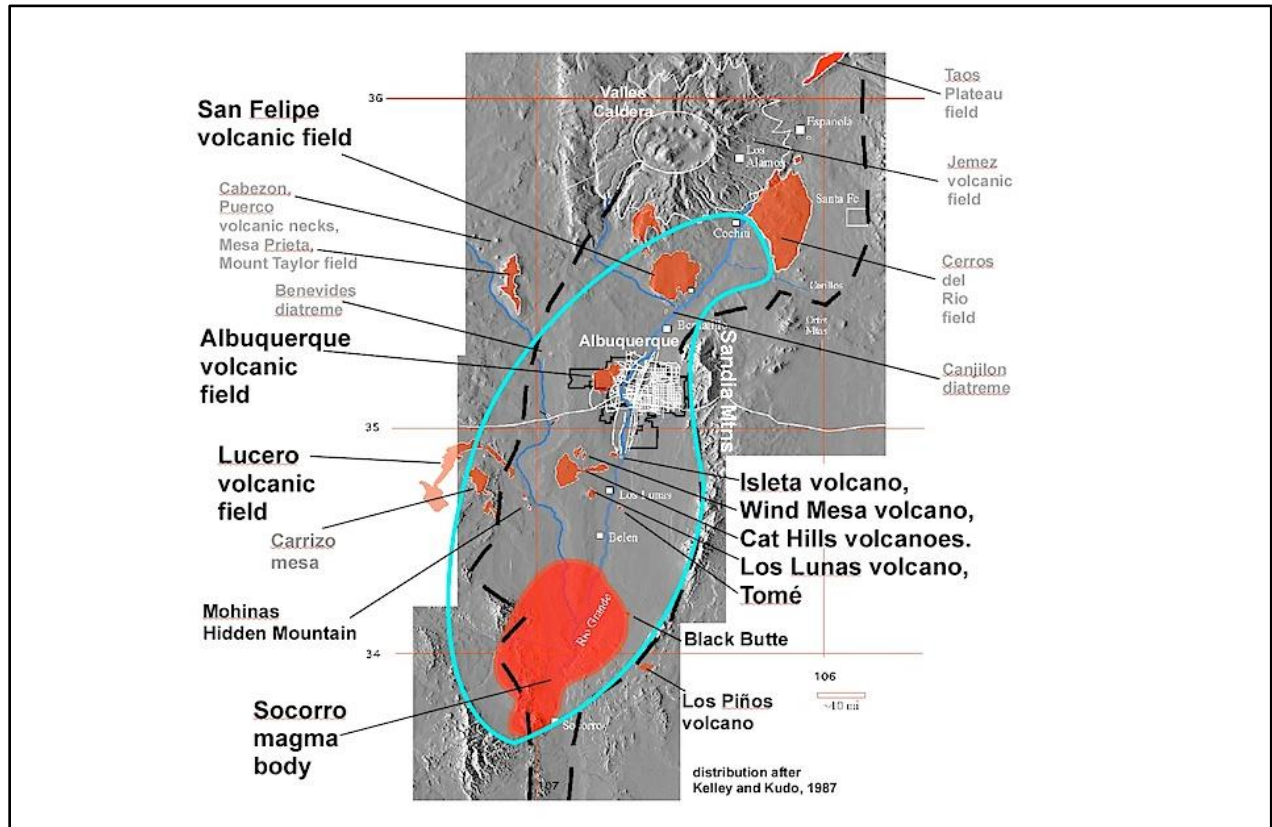 Taos
Plateau
field
36
Valles
Caldera
San Felipe
volcanic field
Espanola
Los
Alamos
Jemez
volcanic
field
Cabezon,
Puerco
volcanic necks,
Mesa Prieta,
Mount Taylor field
Santa Fe
Cochiti
Cerros
del
Rio
field
Benevides
diatreme
Cerrillos
Ortiz
Mtns
Albuquerque
volcanic
field
Albuquerque
Sandia Mtns
Canjilon
diatreme
35
Lucero
volcanic
field
Isleta volcano,
Wind Mesa volcano,
Cat Hills volcanoes.
Los Lunas volcano,
Tomé
Los Lunas
Belen
Carrizo
mesa
Mohinas
Hidden Mountain
Rio Grande
Black Butte
34
106
~40 mi
Los Piños
volcano
Socorro
magma
body
Socorro
107
distribution after
Kelley and Kudo, 1987